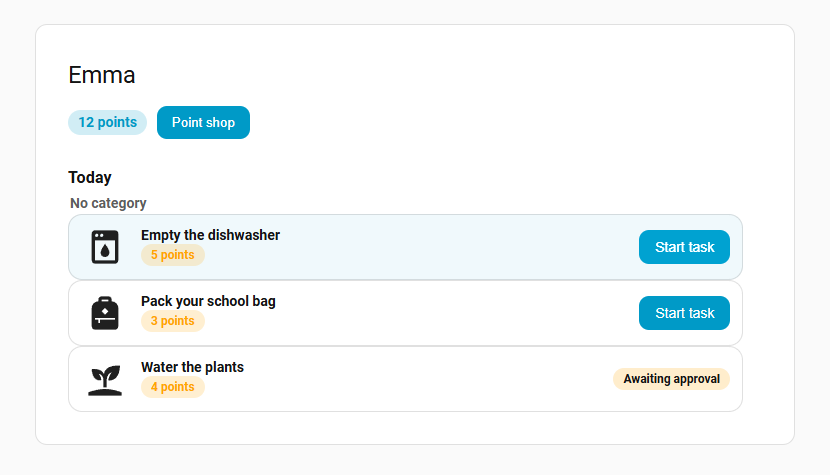 Emma
12 points
Point shop
Today
No category
Empty the dishwasher
5 points
Start task
Pack your school bag
3 points
Start task
Water the plants
4 points
Awaiting approval